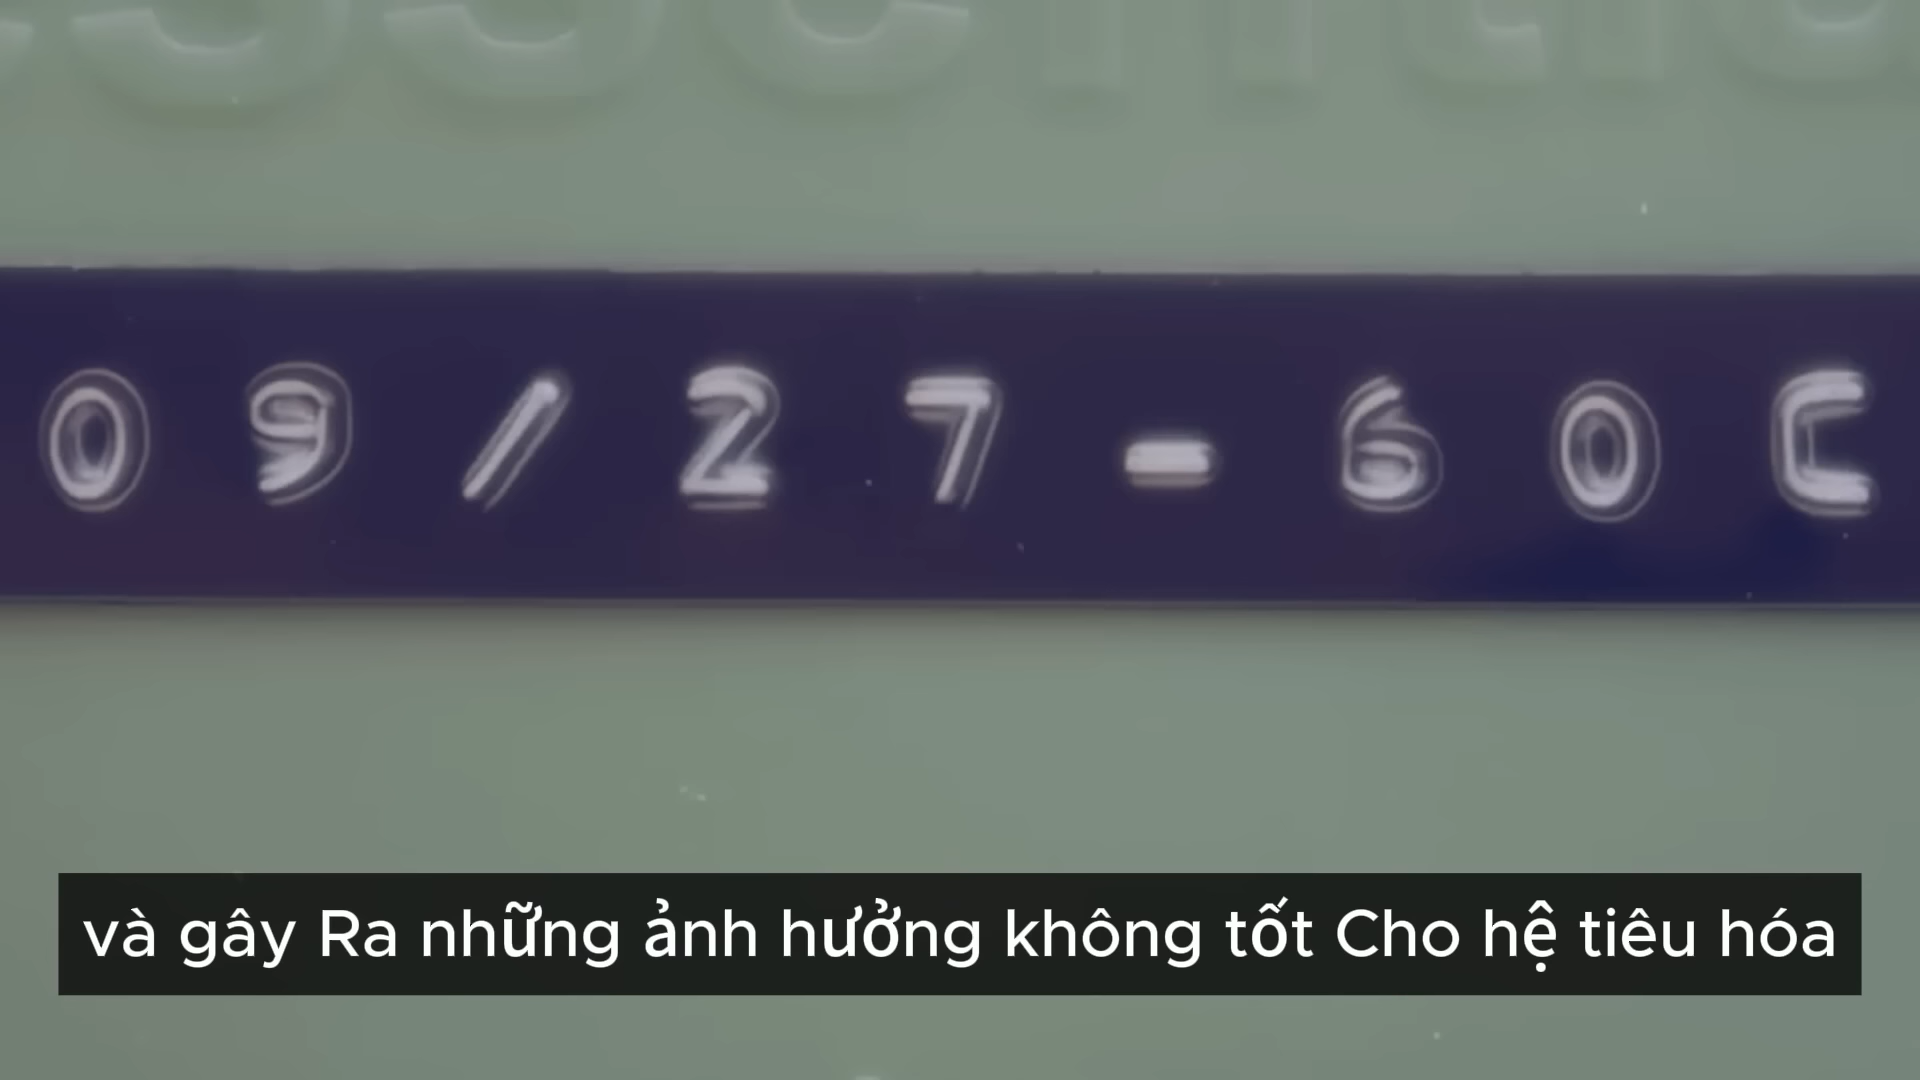 09/27-60C
và gây Ra những ảnh hưởng không tốt Cho hệ tiêu hóa